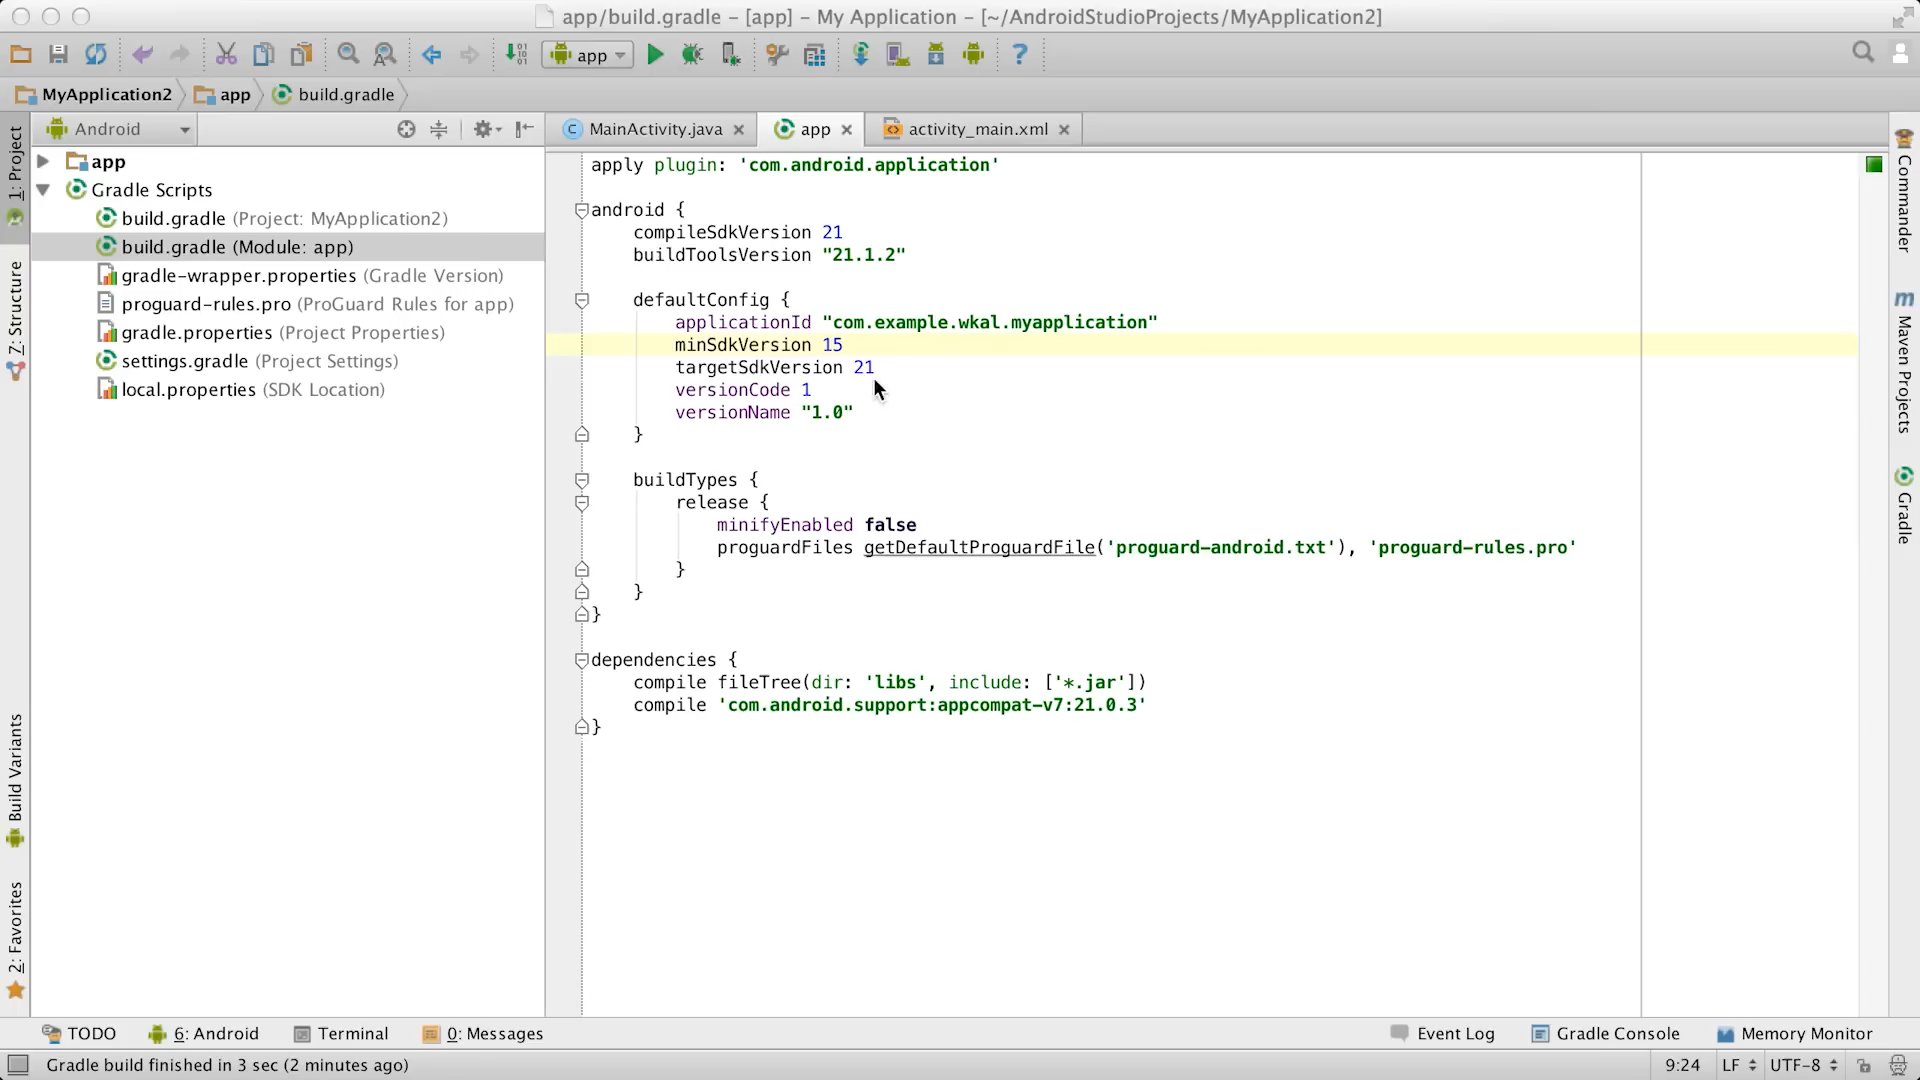 app/build.gradle – [app] – My Application – [~/AndroidStudioProjects/MyApplication2]
app
MyApplication2 app build.gradle
Android
MainActivity.java app activity_main.xml
app
Gradle Scripts
build.gradle (Project: MyApplication2)
build.gradle (Module: app)
gradle-wrapper.properties (Gradle Version)
proguard-rules.pro (ProGuard Rules for app)
gradle.properties (Project Properties)
settings.gradle (Project Settings)
local.properties (SDK Location)
1: Project
7: Structure
Build Variants
2: Favorites
apply plugin: 'com.android.application'
android {
compileSdkVersion 21
buildToolsVersion "21.1.2"
defaultConfig {
applicationId "com.example.wkal.myapplication"
minSdkVersion 15
targetSdkVersion 21
versionCode 1
versionName "1.0"
}
buildTypes {
release {
minifyEnabled false
proguardFiles getDefaultProguardFile('proguard-android.txt'), 'proguard-rules.pro'
}
}
}
dependencies {
compile fileTree(dir: 'libs', include: ['*.jar'])
compile 'com.android.support:appcompat-v7:21.0.3'
}
Commander
m Maven Projects
Gradle
TODO 6: Android Terminal 0: Messages Event Log Gradle Console Memory Monitor
Gradle build finished in 3 sec (2 minutes ago) 9:24 LF UTF-8